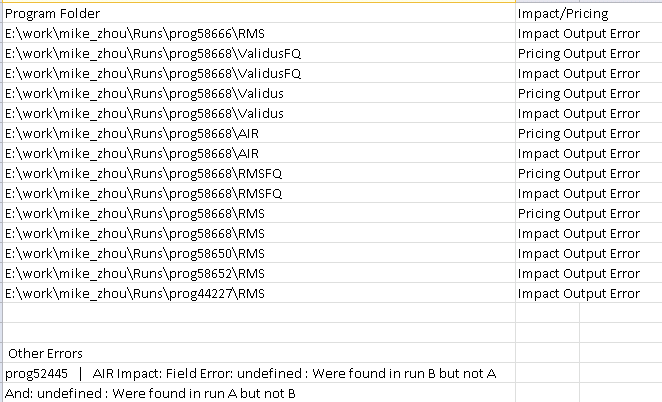 Program Folder Impact/Pricing
E:\work\mike_zhou\Runs\prog58666\RMS Impact Output Error
E:\work\mike_zhou\Runs\prog58668\ValidusFQ Pricing Output Error
E:\work\mike_zhou\Runs\prog58668\ValidusFQ Impact Output Error
E:\work\mike_zhou\Runs\prog58668\Validus Pricing Output Error
E:\work\mike_zhou\Runs\prog58668\Validus Impact Output Error
E:\work\mike_zhou\Runs\prog58668\AIR Pricing Output Error
E:\work\mike_zhou\Runs\prog58668\AIR Impact Output Error
E:\work\mike_zhou\Runs\prog58668\RMSFQ Pricing Output Error
E:\work\mike_zhou\Runs\prog58668\RMSFQ Impact Output Error
E:\work\mike_zhou\Runs\prog58668\RMS Pricing Output Error
E:\work\mike_zhou\Runs\prog58668\RMS Impact Output Error
E:\work\mike_zhou\Runs\prog58650\RMS Impact Output Error
E:\work\mike_zhou\Runs\prog58652\RMS Impact Output Error
E:\work\mike_zhou\Runs\prog44227\RMS Impact Output Error
Other Errors
prog52445 | AIR Impact: Field Error: undefined : Were found in run B but not A
And: undefined : Were found in run A but not B